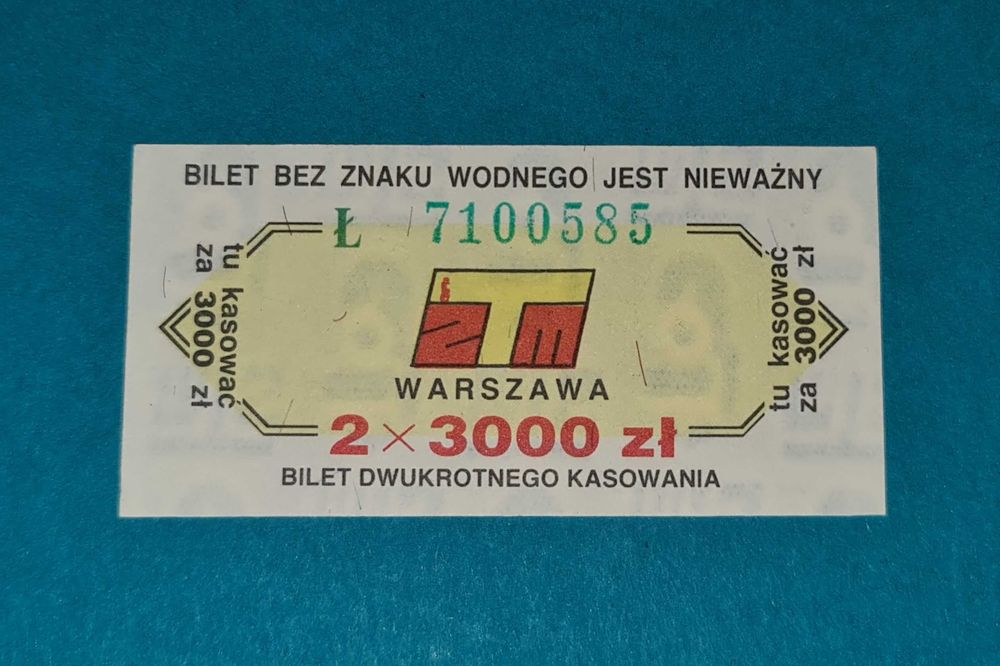 BILET BEZ ZNAKU WODNEGO JEST NIEWAŻNY
Ł 7100585
tu kasować
za 3000 zł
ZTM
WARSZAWA
2 × 3000 zł
BILET DWUKROTNEGO KASOWANIA
tu kasować
za 3000 zł